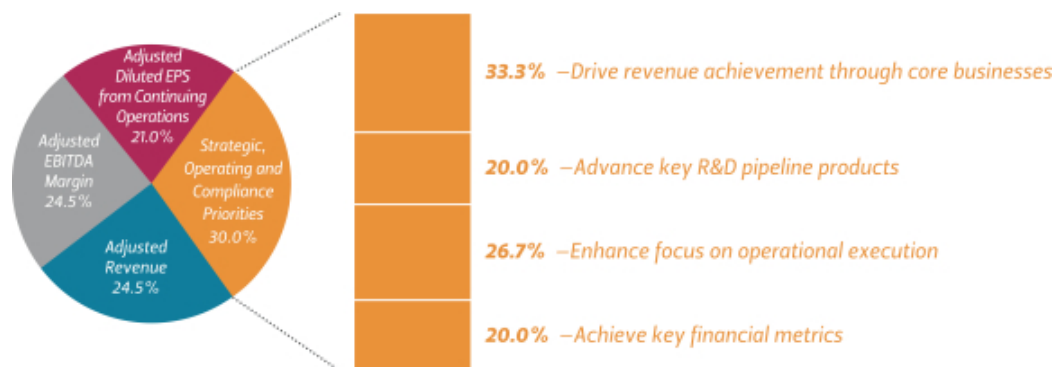 Adjusted
Diluted EPS
from Continuing
Operations
21.0%
Adjusted
EBITDA
Margin
24.5%
Strategic,
Operating and
Compliance
Priorities
30.0%
Adjusted
Revenue
24.5%
33.3% –Drive revenue achievement through core businesses
20.0% –Advance key R&D pipeline products
26.7% –Enhance focus on operational execution
20.0% –Achieve key financial metrics